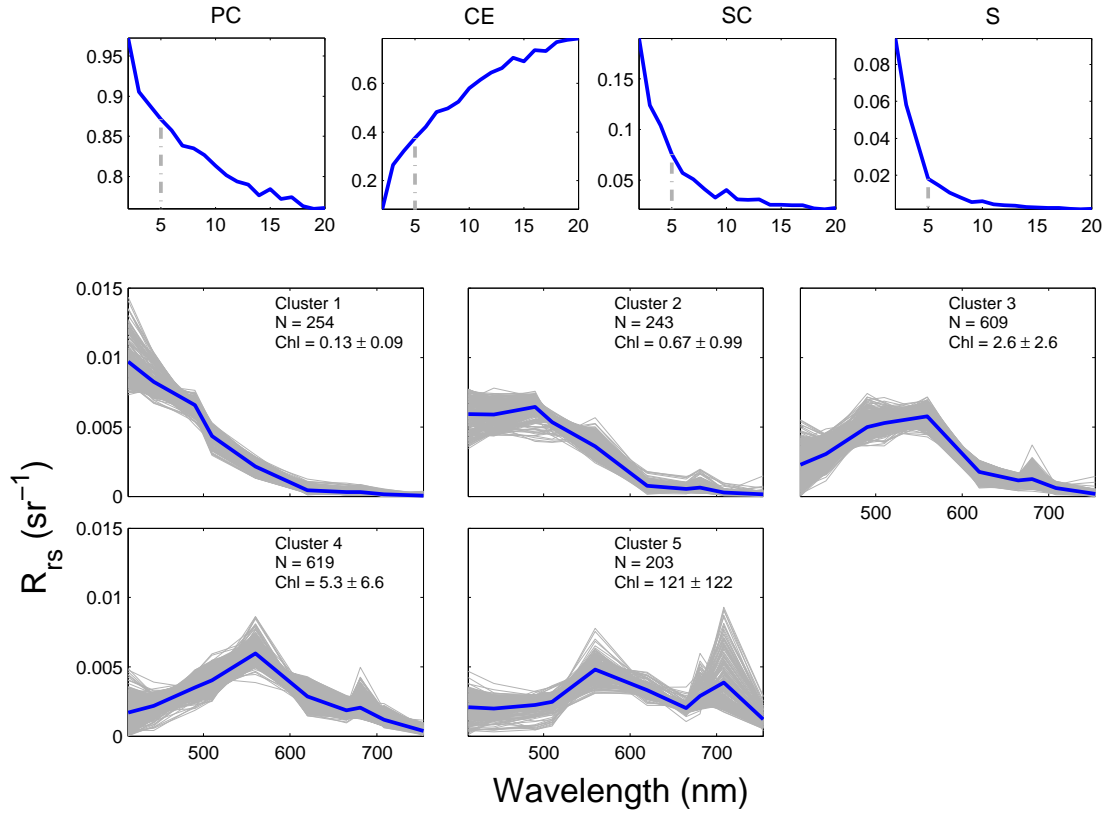 PC CE SC S
0.95
0.9
0.85
0.8
5 10 15 20
0.6
0.4
0.2
5 10 15 20
0.15
0.1
0.05
5 10 15 20
0.08
0.06
0.04
0.02
5 10 15 20
0.015
0.01
0.005
0
Cluster 1
N = 254
Chl = 0.13 ± 0.09
Cluster 2
N = 243
Chl = 0.67 ± 0.99
Cluster 3
N = 609
Chl = 2.6 ± 2.6
500 600 700
0.015
0.01
0.005
0
Cluster 4
N = 619
Chl = 5.3 ± 6.6
500 600 700
Cluster 5
N = 203
Chl = 121 ± 122
500 600 700
R_rs (sr⁻¹)
Wavelength (nm)